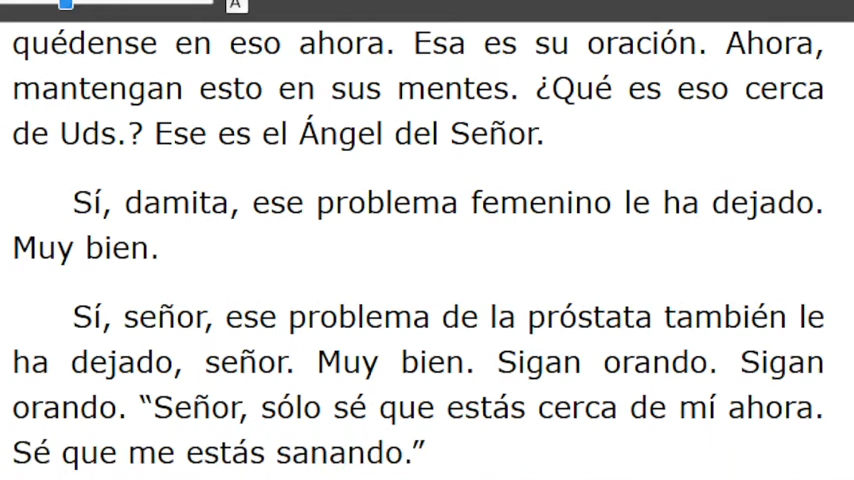 A
quédense en eso ahora. Esa es su oración. Ahora,
mantengan esto en sus mentes. ¿Qué es eso cerca
de Uds.? Ese es el Ángel del Señor.
Sí, damita, ese problema femenino le ha dejado.
Muy bien.
Sí, señor, ese problema de la próstata también le
ha dejado, señor. Muy bien. Sigan orando. Sigan
orando. “Señor, sólo sé que estás cerca de mí ahora.
Sé que me estás sanando.”